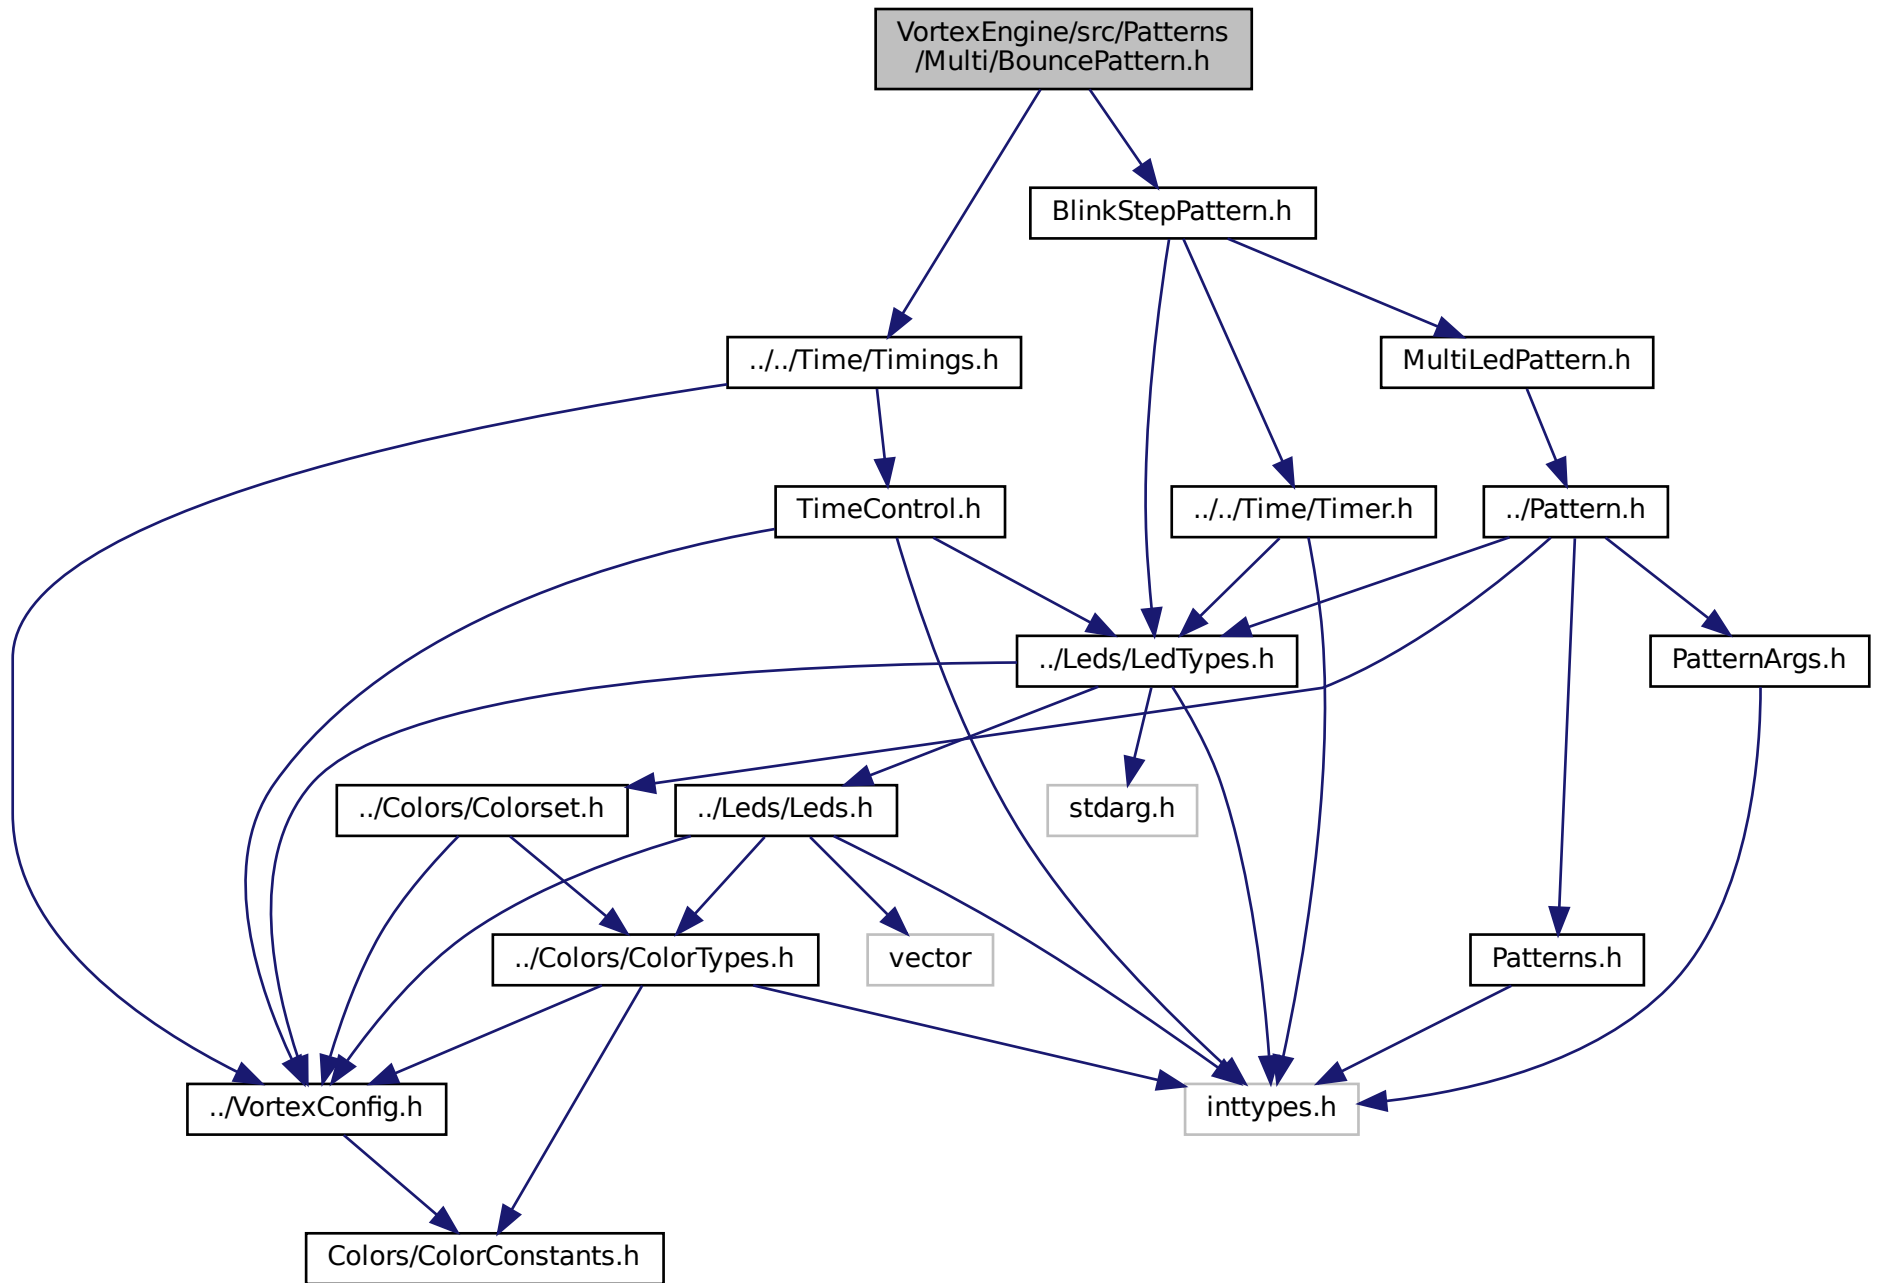 VortexEngine/src/Patterns
/Multi/BouncePattern.h
BlinkStepPattern.h
../../Time/Timings.h
MultiLedPattern.h
TimeControl.h
../../Time/Timer.h
../Pattern.h
../Leds/LedTypes.h
PatternArgs.h
../Colors/Colorset.h
../Leds/Leds.h
stdarg.h
../Colors/ColorTypes.h
vector
Patterns.h
../VortexConfig.h
inttypes.h
Colors/ColorConstants.h